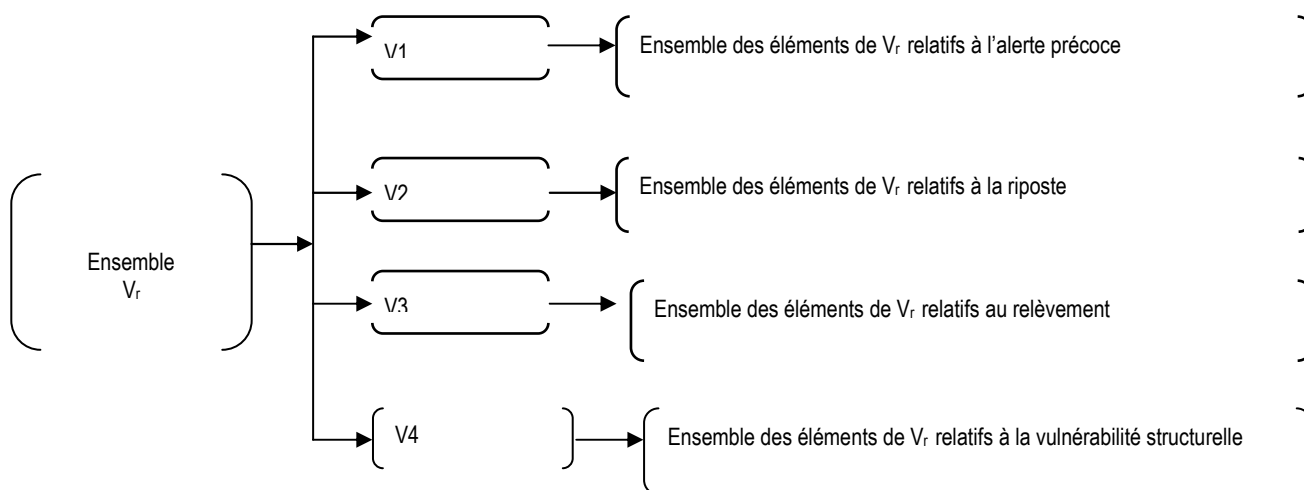 V1
Ensemble des éléments de Vr relatifs à l’alerte précoce
V2
Ensemble des éléments de Vr relatifs à la riposte
Ensemble
Vr
V3
Ensemble des éléments de Vr relatifs au relèvement
V4
Ensemble des éléments de Vr relatifs à la vulnérabilité structurelle